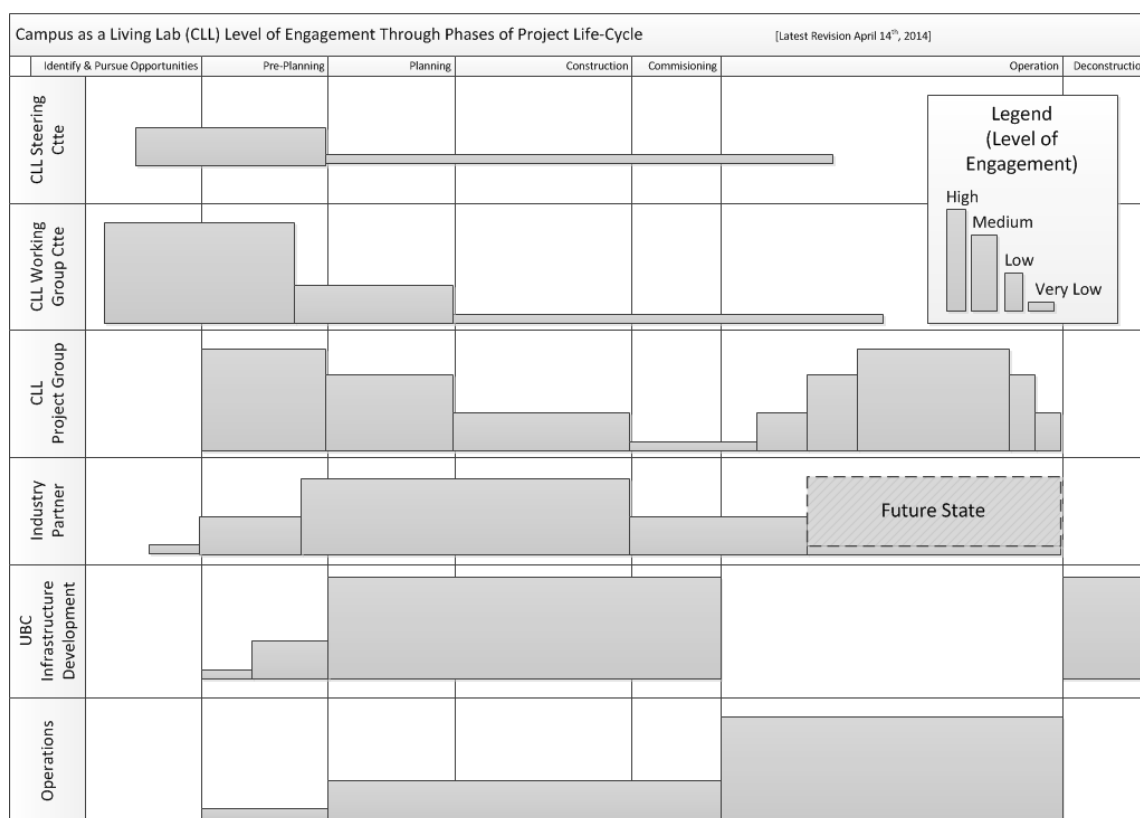 Campus as a Living Lab (CLL) Level of Engagement Through Phases of Project Life-Cycle
[Latest Revision April 14th, 2014]
Identify & Pursue Opportunities
Pre-Planning
Planning
Construction
Commisioning
Operation
Deconstructio
CLL Steering
Ctte
Legend
(Level of
Engagement)
High
Medium
Low
Very Low
CLL Working
Group Ctte
CLL
Project Group
Industry
Partner
Future State
UBC
Infrastructure
Development
Operations